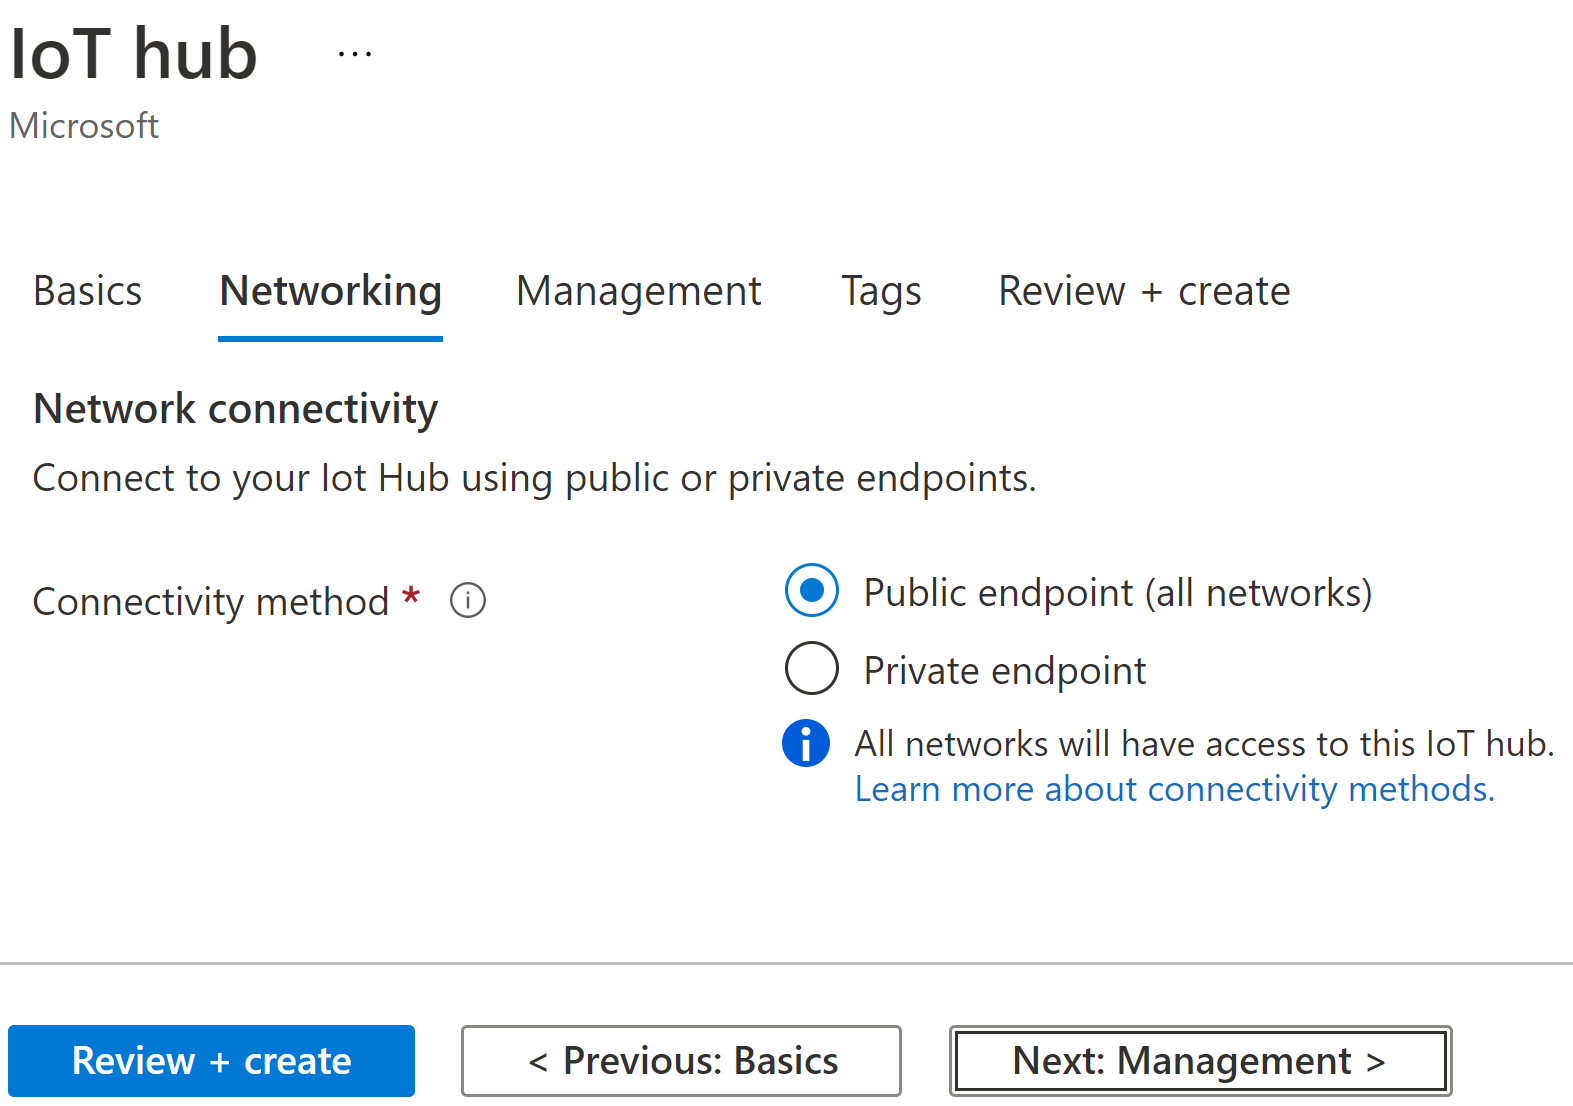 IoT hub ...
Microsoft
Basics Networking Management Tags Review + create
Network connectivity
Connect to your Iot Hub using public or private endpoints.
Connectivity method *
Public endpoint (all networks)
Private endpoint
All networks will have access to this IoT hub.
Learn more about connectivity methods.
Review + create < Previous: Basics Next: Management >